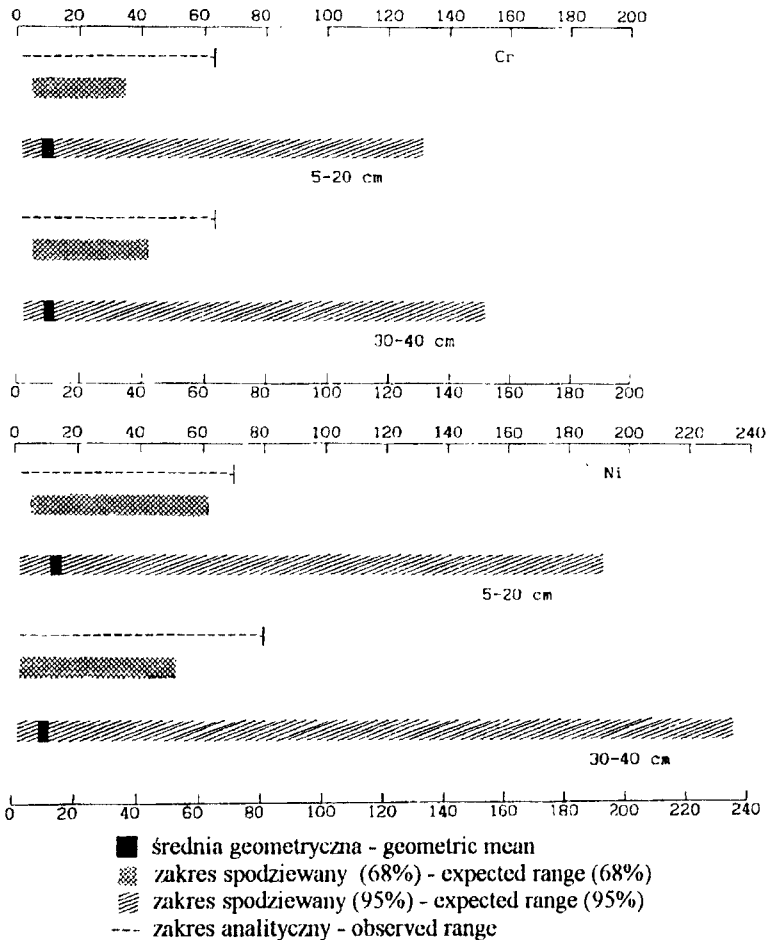 0 20 40 60 80 100 120 140 160 180 200
Cr
5-20 cm
30-40 cm
0 20 40 60 80 100 120 140 160 180 200
0 20 40 60 80 100 120 140 160 180 200 220 240
Ni
5-20 cm
30-40 cm
0 20 40 60 80 100 120 140 160 180 200 220 240
średnia geometryczna - geometric mean
zakres spodziewany (68%) - expected range (68%)
zakres spodziewany (95%) - expected range (95%)
zakres analityczny - observed range